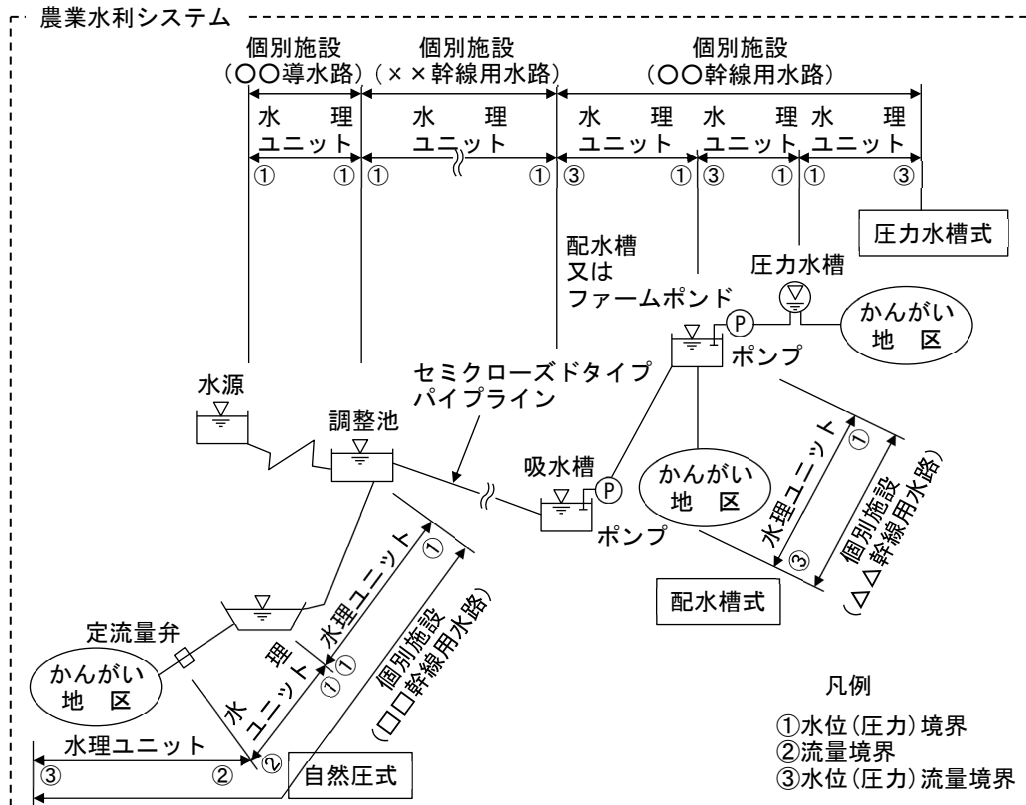 農業水利システム
個別施設
(〇〇導水路)
個別施設
(××幹線用水路)
個別施設
(〇〇幹線用水路)
水理
ユニット
水理
ユニット
水理
ユニット
水理
ユニット
水理
ユニット
① ① ① ① ③ ① ③ ① ① ③
圧力水槽式
配水槽
又は
ファームポンド
圧力水槽
かんがい
地区
P
ポンプ
セミクローズドタイプ
パイプライン
水源
調整池
吸水槽
P
ポンプ
かんがい
地区
①
水理ユニット
③
個別施設
(△△幹線用水路)
配水槽式
①
水理ユニット
①
個別施設
(□□幹線用水路)
定流量弁
かんがい
地区
①
水理
ユニット
②
水理ユニット
③ ②
自然圧式
凡例
①水位(圧力)境界
②流量境界
③水位(圧力)流量境界